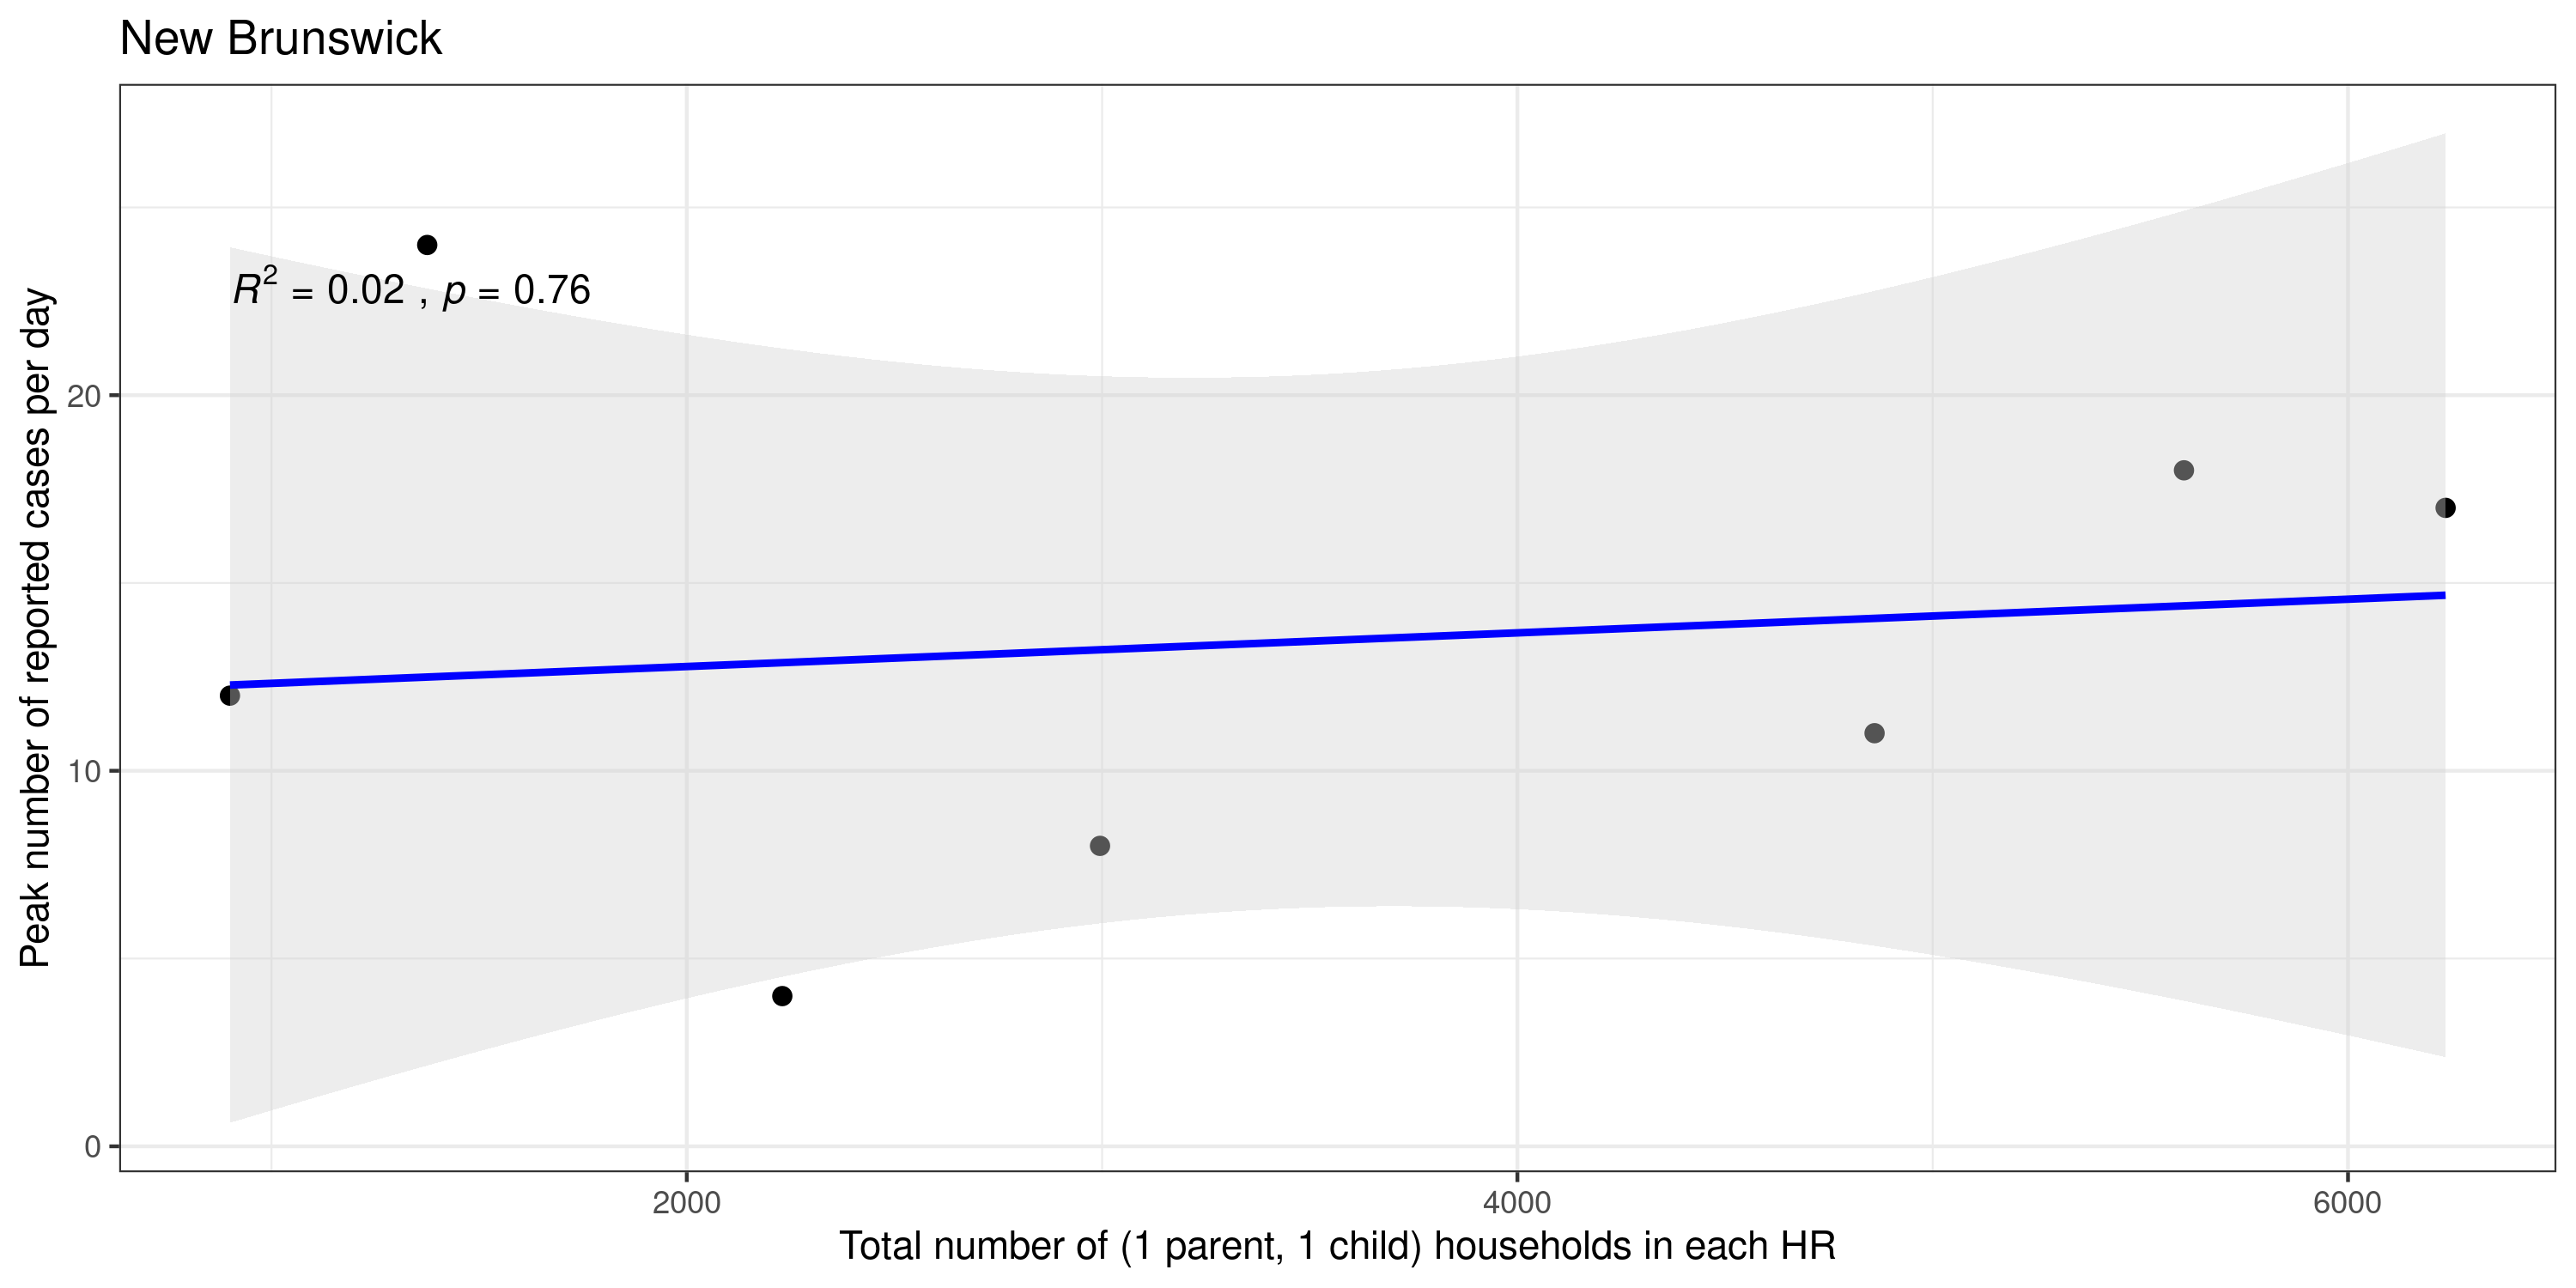 New Brunswick
R² = 0.02 , p = 0.76
Peak number of reported cases per day
20
10
0
2000 4000 6000
Total number of (1 parent, 1 child) households in each HR